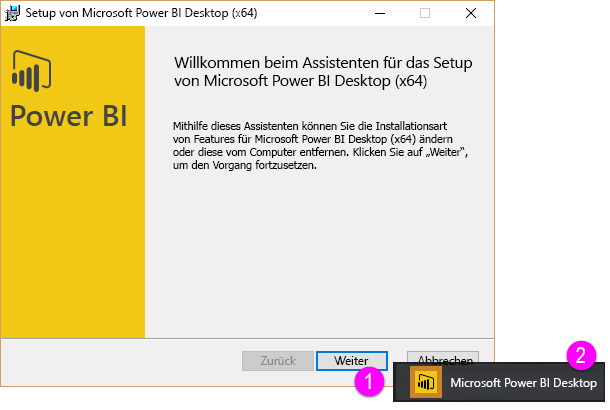 Setup von Microsoft Power BI Desktop (x64)
Willkommen beim Assistenten für das Setup
von Microsoft Power BI Desktop (x64)
Power BI
Mithilfe dieses Assistenten können Sie die Installationsart
von Features für Microsoft Power BI Desktop (x64) ändern
oder diese vom Computer entfernen. Klicken Sie auf „Weiter“,
um den Vorgang fortzusetzen.
Zurück Weiter Abbrechen
1
2
Microsoft Power BI Desktop